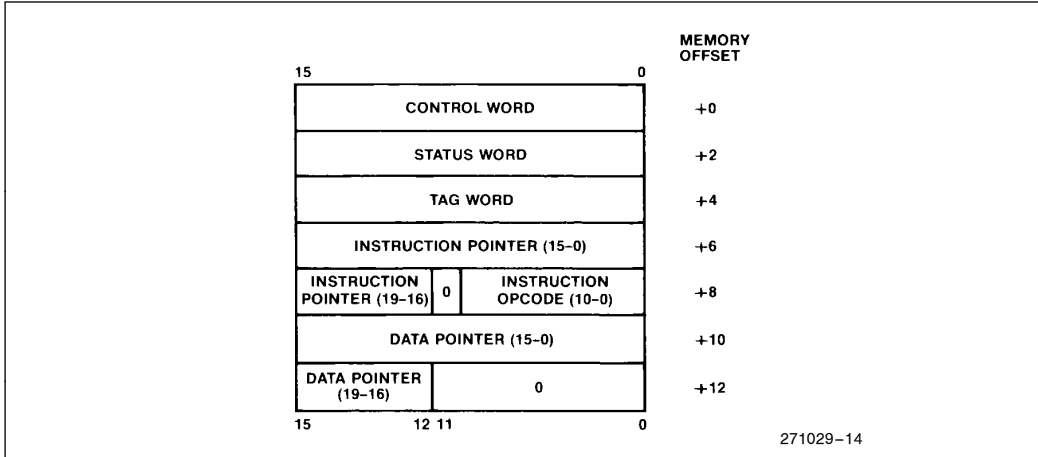 MEMORY
OFFSET
15 0
CONTROL WORD +0
STATUS WORD +2
TAG WORD +4
INSTRUCTION POINTER (15–0) +6
INSTRUCTION INSTRUCTION
POINTER (19–16) 0 OPCODE (10–0) +8
DATA POINTER (15–0) +10
DATA POINTER
(19–16) 0 +12
15 12 11 0
271029–14